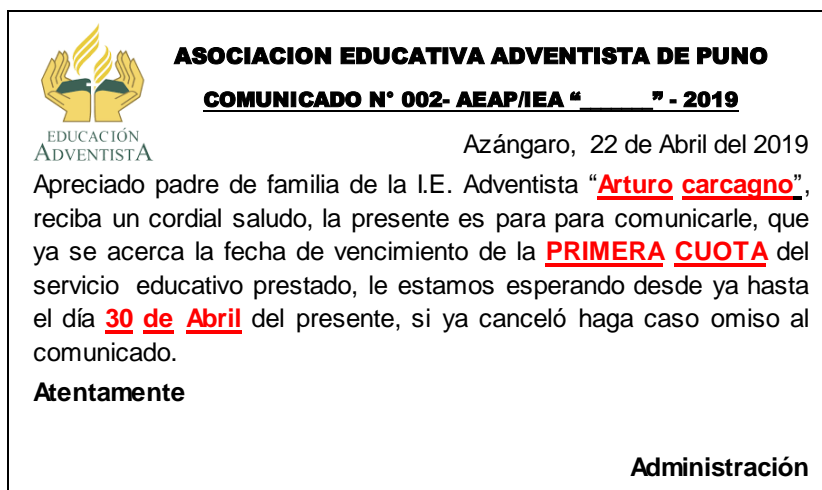 ASOCIACION EDUCATIVA ADVENTISTA DE PUNO
COMUNICADO N° 002- AEAP/IEA “______” - 2019
EDUCACIÓN
ADVENTISTA
Azángaro, 22 de Abril del 2019
Apreciado padre de familia de la I.E. Adventista “Arturo carcagno”,
reciba un cordial saludo, la presente es para para comunicarle, que
ya se acerca la fecha de vencimiento de la PRIMERA CUOTA del
servicio educativo prestado, le estamos esperando desde ya hasta
el día 30 de Abril del presente, si ya canceló haga caso omiso al
comunicado.
Atentamente
Administración